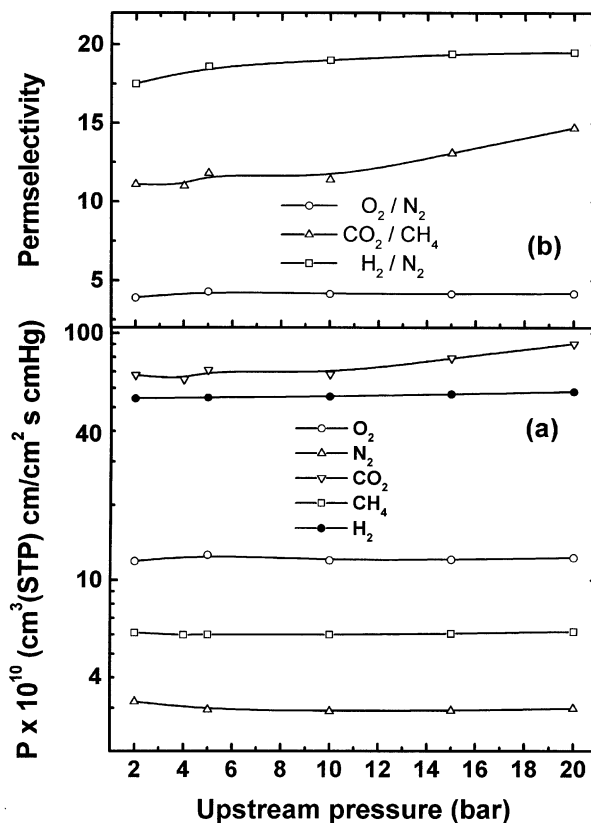 20
15
10
5
Permselectivity
O2 / N2
CO2 / CH4
H2 / N2
(b)
100
40
10
4
P x 10^10 (cm^3(STP) cm/cm^2 s cmHg)
(a)
O2
N2
CO2
CH4
H2
2 4 6 8 10 12 14 16 18 20
Upstream pressure (bar)